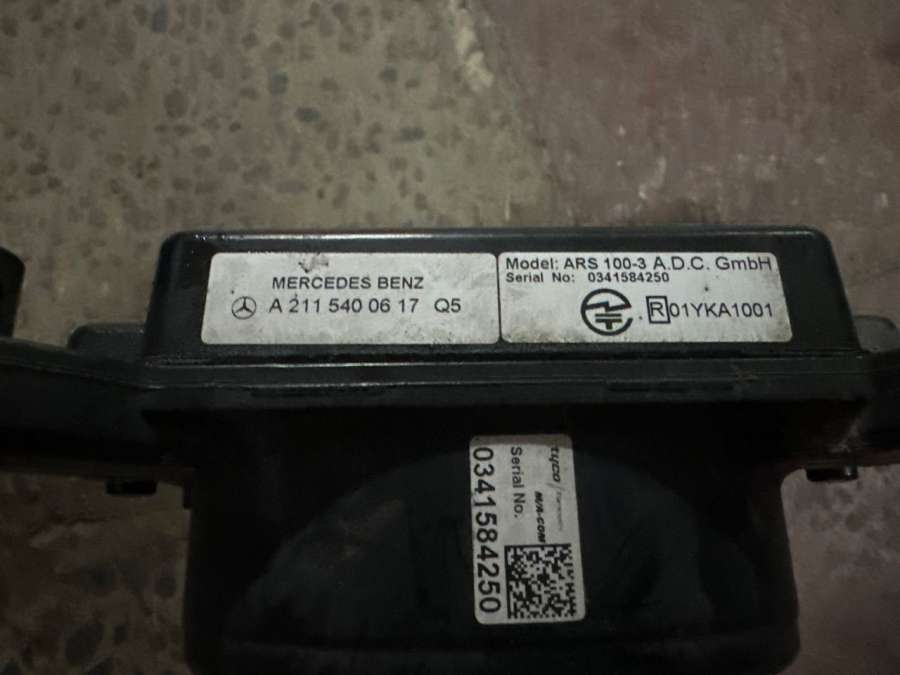 MERCEDES BENZ
A 211 540 06 17 Q5
Model: ARS 100-3 A.D.C. GmbH
Serial No: 0341584250
R 01YKA1001
tyco
M/A-COM
Serial No.
0341584250